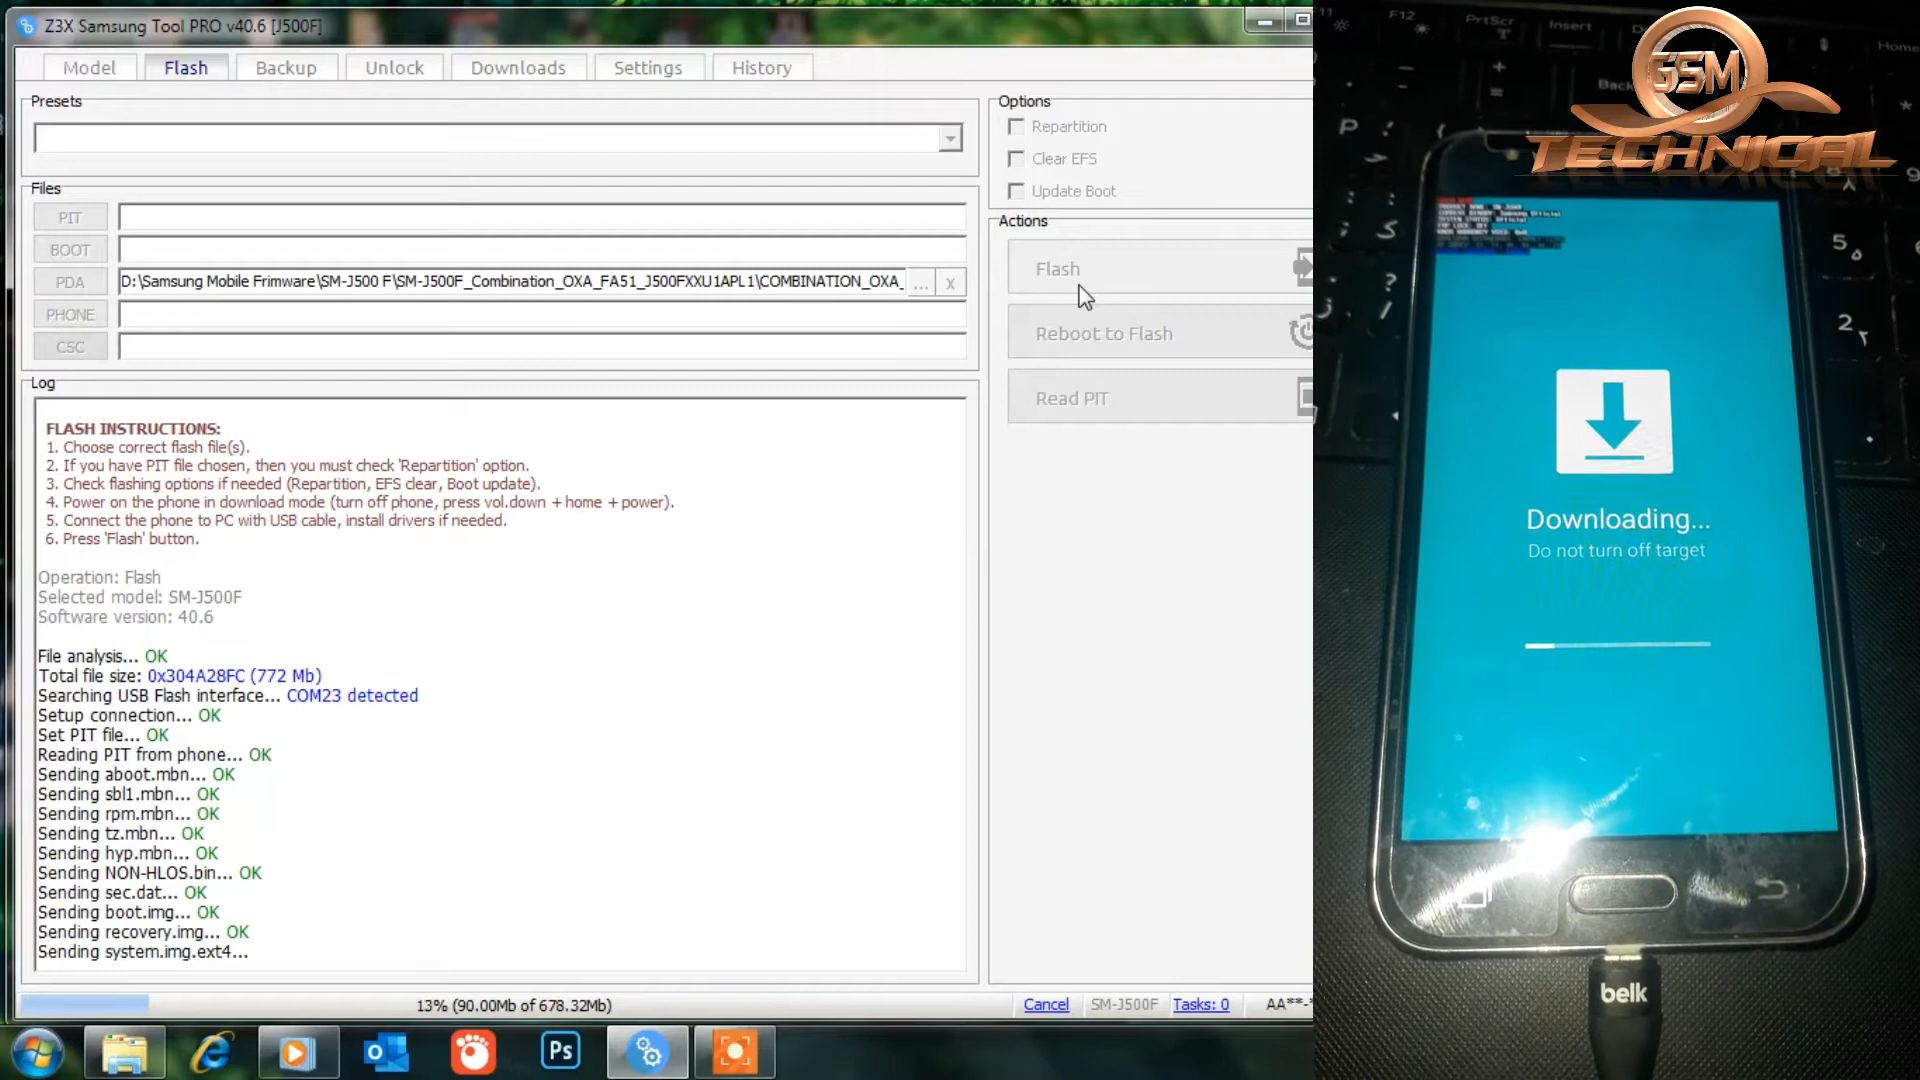 Z3X Samsung Tool PRO v40.6 [J500F]
Model
Flash
Backup
Unlock
Downloads
Settings
History
Presets
Files
PIT
BOOT
PDA
D:\Samsung Mobile Frimware\SM-J500 F\SM-J500F_Combination_OXA_FA51_J500FXXU1APL1\COMBINATION_OXA_
...
x
PHONE
CSC
Options
Repartition
Clear EFS
Update Boot
Actions
Flash
Reboot to Flash
Read PIT
Log
FLASH INSTRUCTIONS:
1. Choose correct flash file(s).
2. If you have PIT file chosen, then you must check 'Repartition' option.
3. Check flashing options if needed (Repartition, EFS clear, Boot update).
4. Power on the phone in download mode (turn off phone, press vol.down + home + power).
5. Connect the phone to PC with USB cable, install drivers if needed.
6. Press 'Flash' button.
Operation: Flash
Selected model: SM-J500F
Software version: 40.6
File analysis... OK
Total file size: 0x304A28FC (772 Mb)
Searching USB Flash interface... COM23 detected
Setup connection... OK
Set PIT file... OK
Reading PIT from phone... OK
Sending aboot.mbn... OK
Sending sbl1.mbn... OK
Sending rpm.mbn... OK
Sending tz.mbn... OK
Sending hyp.mbn... OK
Sending NON-HLOS.bin... OK
Sending sec.dat... OK
Sending boot.img... OK
Sending recovery.img... OK
Sending system.img.ext4...
13% (90.00Mb of 678.32Mb)
Cancel
SM-J500F
Tasks: 0
AA**-*
Ps
F12
PrtScr
Insert
Home
GSM
TECHNICAL
Downloading...
Do not turn off target
belk